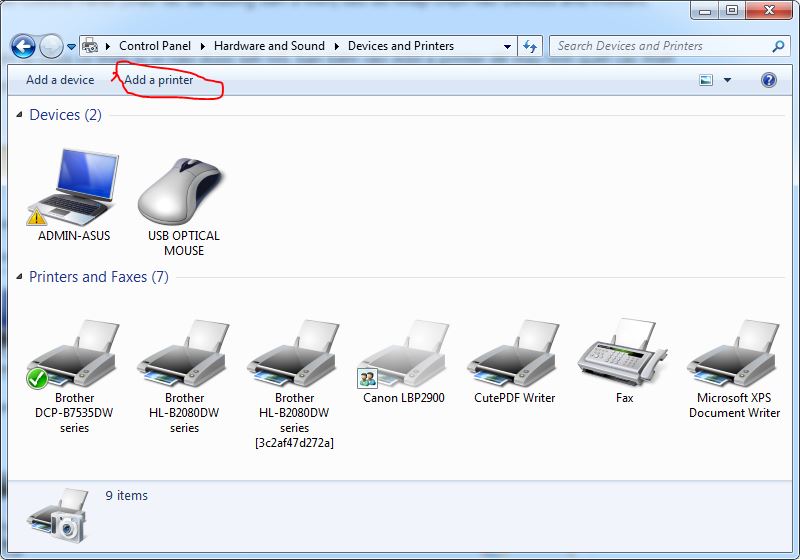 Control Panel
Hardware and Sound
Devices and Printers
Search Devices and Printers
Add a device
Add a printer
Devices (2)
ADMIN-ASUS
USB OPTICAL
MOUSE
Printers and Faxes (7)
Brother
DCP-B7535DW
series
Brother
HL-B2080DW
series
Brother
HL-B2080DW
series
[3c2af47d272a]
Canon LBP2900
CutePDF Writer
Fax
Microsoft XPS
Document Writer
9 items